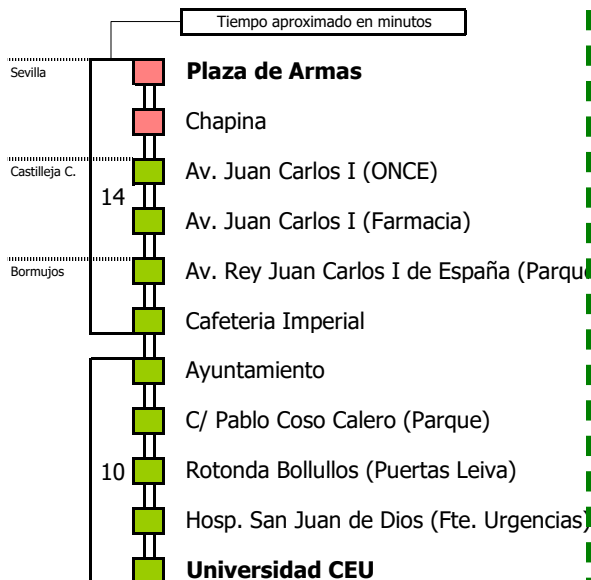 Tiempo aproximado en minutos
Sevilla
Plaza de Armas
Chapina
Castilleja C.
Av. Juan Carlos I (ONCE)
14
Av. Juan Carlos I (Farmacia)
Bormujos
Av. Rey Juan Carlos I de España (Parque
Cafeteria Imperial
Ayuntamiento
C/ Pablo Coso Calero (Parque)
10
Rotonda Bollullos (Puertas Leiva)
Hosp. San Juan de Dios (Fte. Urgencias)
Universidad CEU